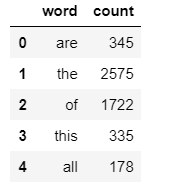 word count
0 are 345
1 the 2575
2 of 1722
3 this 335
4 all 178